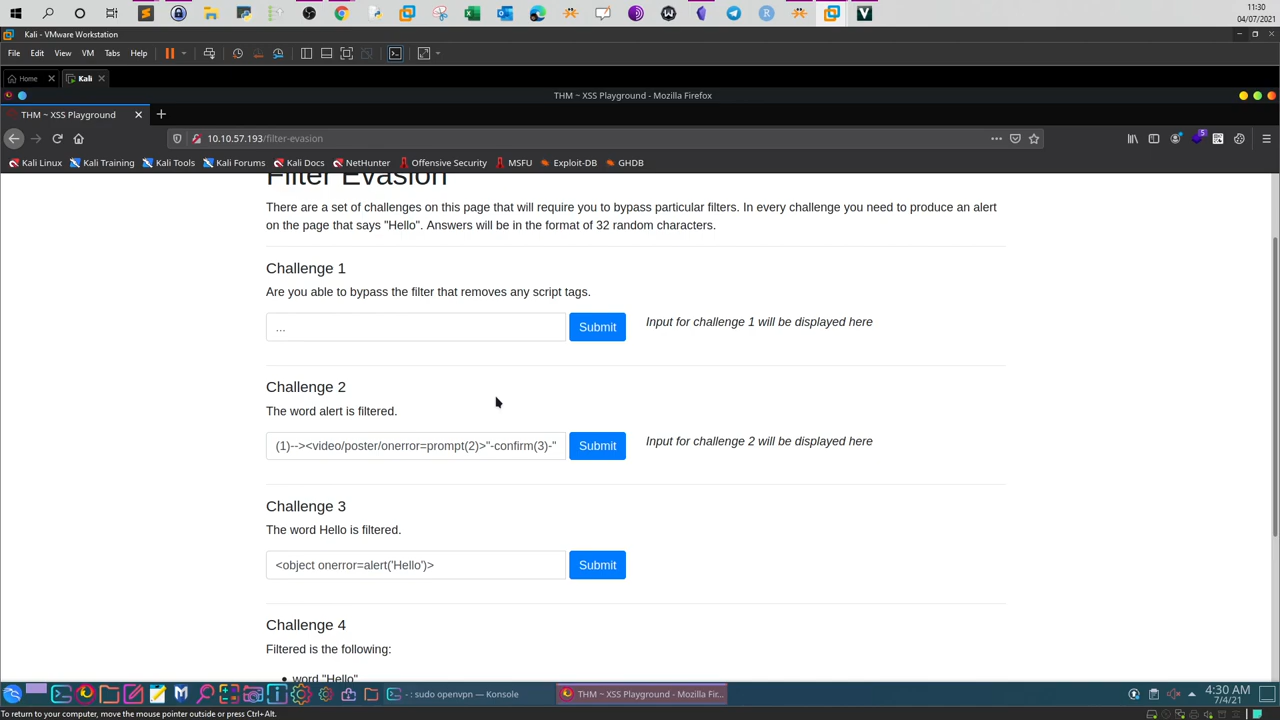 11:30
04/07/2021
Kali - VMware Workstation
File Edit View VM Tabs Help
Home Kali
THM ~ XSS Playground - Mozilla Firefox
THM ~ XSS Playground
10.10.57.193/filter-evasion
5
Kali Linux Kali Training Kali Tools Kali Forums Kali Docs NetHunter Offensive Security MSFU Exploit-DB GHDB
Filter Evasion
There are a set of challenges on this page that will require you to bypass particular filters. In every challenge you need to produce an alert
on the page that says "Hello". Answers will be in the format of 32 random characters.
Challenge 1
Are you able to bypass the filter that removes any script tags.
... Submit Input for challenge 1 will be displayed here
Challenge 2
The word alert is filtered.
(1)--><video/poster/onerror=prompt(2)>"-confirm(3)-" Submit Input for challenge 2 will be displayed here
Challenge 3
The word Hello is filtered.
<object onerror=alert('Hello')> Submit
Challenge 4
Filtered is the following:
word "Hello"
- : sudo openvpn — Konsole THM ~ XSS Playground - Mozilla Fir... 4:30 AM
7/4/21
To return to your computer, move the mouse pointer outside or press Ctrl+Alt.